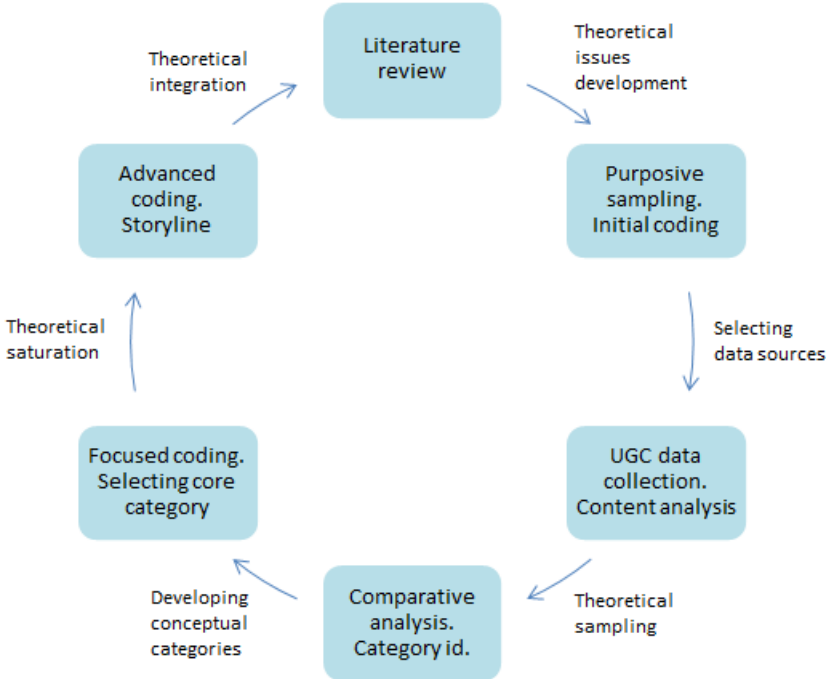 Literature
review
Theoretical
issues
development
Purposive
sampling.
Initial coding
Selecting
data sources
UGC data
collection.
Content analysis
Theoretical
sampling
Comparative
analysis.
Category id.
Developing
conceptual
categories
Focused coding.
Selecting core
category
Theoretical
saturation
Advanced
coding.
Storyline
Theoretical
integration